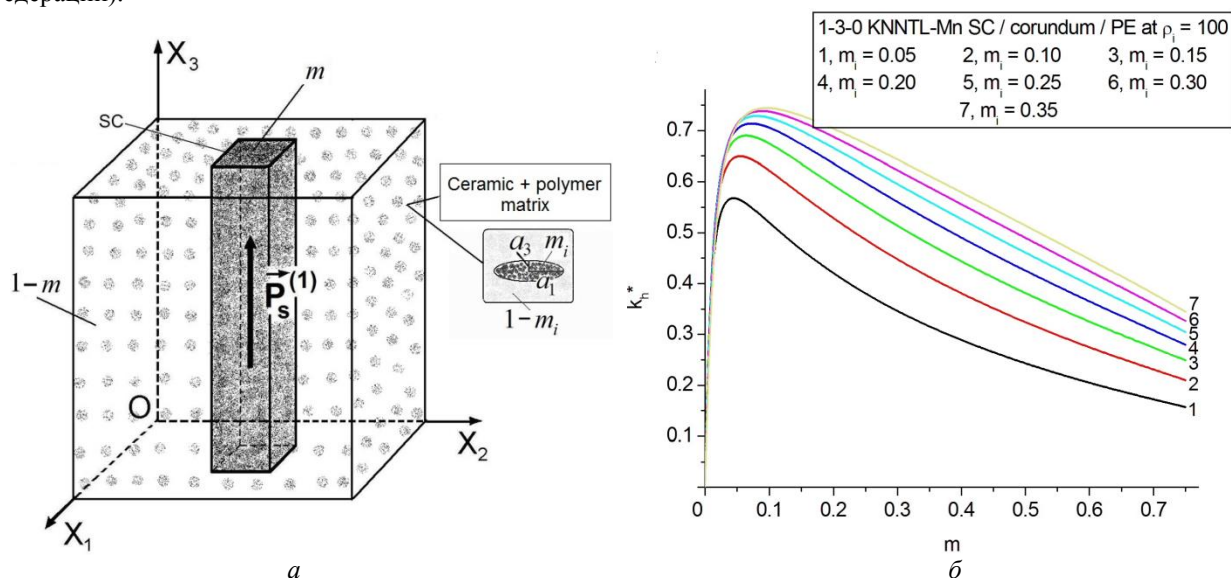 едерации).
X₃
m
SC
Ceramic + polymer
matrix
a₃
mᵢ
a₁
1–mᵢ
1–m
P⃗ₛ⁽¹⁾
O
X₂
X₁
а
1-3-0 KNNTL-Mn SC / corundum / PE at ρᵢ = 100
1, mᵢ = 0.05 2, mᵢ = 0.10 3, mᵢ = 0.15
4, mᵢ = 0.20 5, mᵢ = 0.25 6, mᵢ = 0.30
7, mᵢ = 0.35
0.7
0.6
0.5
0.4
0.3
0.2
0.1
kₕ*
7
6
5
4
3
2
1
0 0.1 0.2 0.3 0.4 0.5 0.6 0.7
m
б